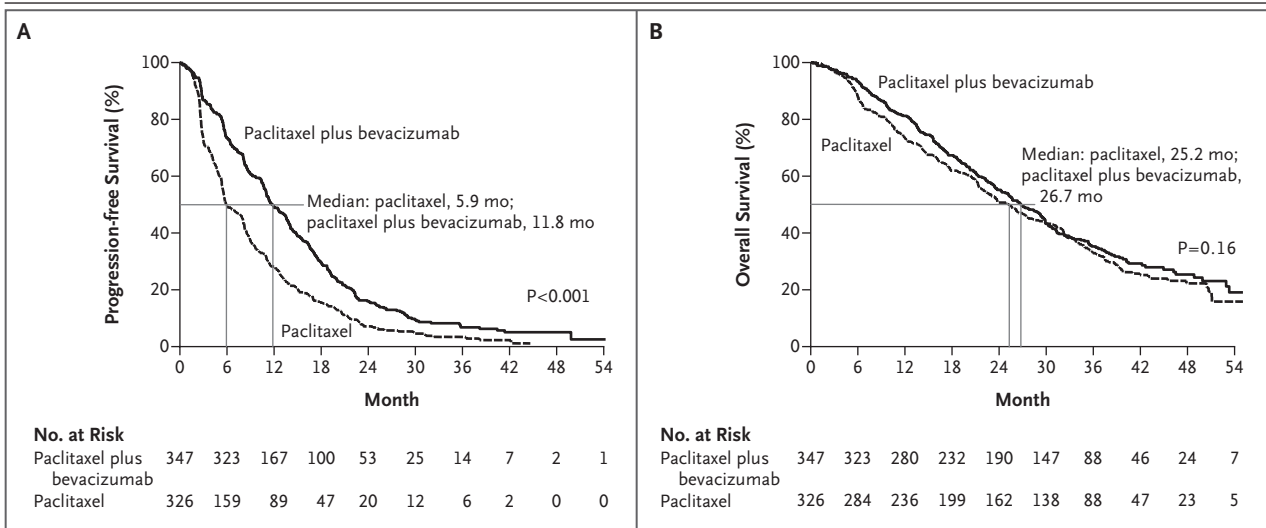 A
Progression-free Survival (%)
100
80
60
40
20
0
Paclitaxel plus bevacizumab
Median: paclitaxel, 5.9 mo;
paclitaxel plus bevacizumab, 11.8 mo
P<0.001
Paclitaxel
0 6 12 18 24 30 36 42 48 54
Month
No. at Risk
Paclitaxel plus 347 323 167 100 53 25 14 7 2 1
bevacizumab
Paclitaxel 326 159 89 47 20 12 6 2 0 0
B
Overall Survival (%)
100
80
60
40
20
0
Paclitaxel plus bevacizumab
Paclitaxel
Median: paclitaxel, 25.2 mo;
paclitaxel plus bevacizumab,
26.7 mo
P=0.16
0 6 12 18 24 30 36 42 48 54
Month
No. at Risk
Paclitaxel plus 347 323 280 232 190 147 88 46 24 7
bevacizumab
Paclitaxel 326 284 236 199 162 138 88 47 23 5